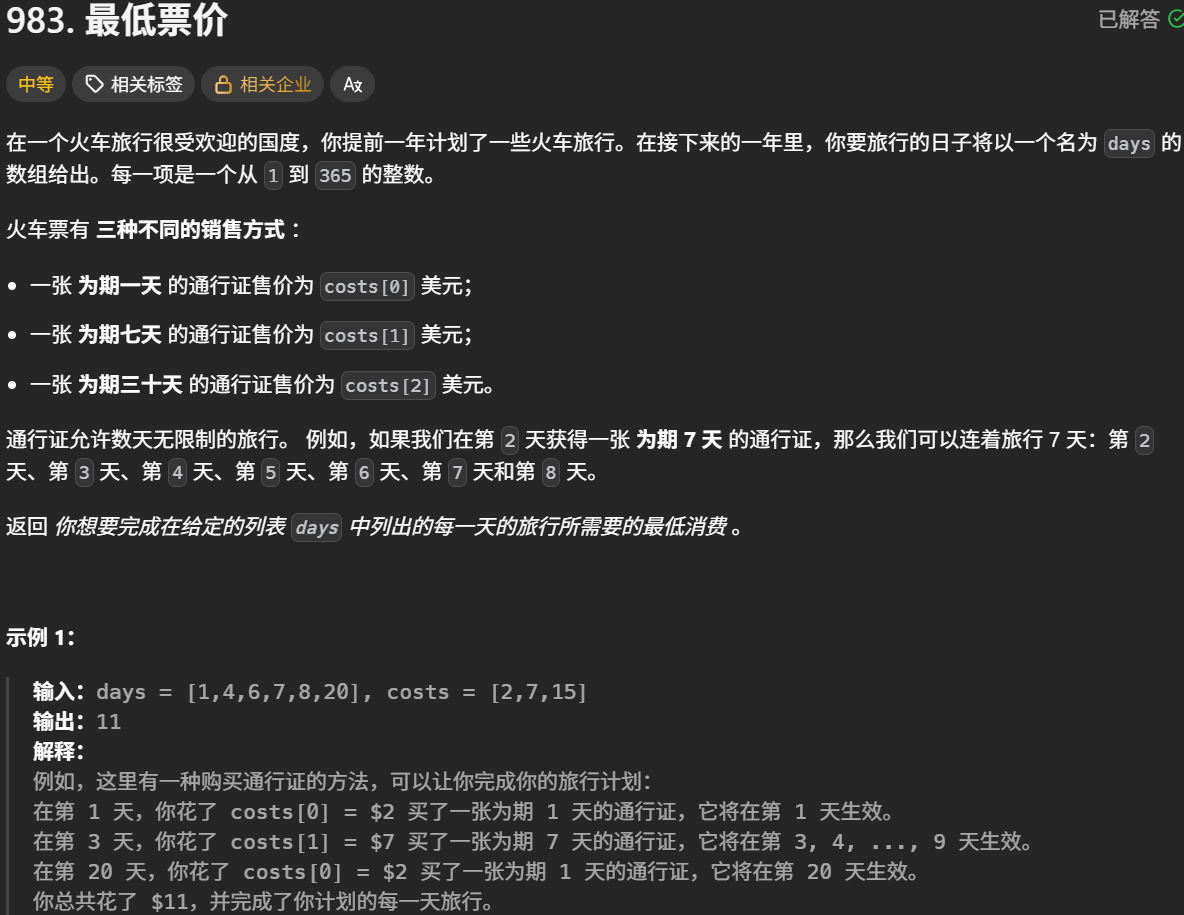 983. 最低票价
已解答
中等 相关标签 相关企业
在一个火车旅行很受欢迎的国度，你提前一年计划了一些火车旅行。在接下来的一年里，你要旅行的日子将以一个名为 days 的
数组给出。每一项是一个从 1 到 365 的整数。
火车票有 三种不同的销售方式 ：
• 一张 为期一天 的通行证售价为 costs[0] 美元；
• 一张 为期七天 的通行证售价为 costs[1] 美元；
• 一张 为期三十天 的通行证售价为 costs[2] 美元。
通行证允许数天无限制的旅行。 例如，如果我们在第 2 天获得一张 为期 7 天 的通行证，那么我们可以连着旅行 7 天：第 2
天、第 3 天、第 4 天、第 5 天、第 6 天、第 7 天和第 8 天。
返回 你想要完成在给定的列表 days 中列出的每一天的旅行所需要的最低消费 。
示例 1：
输入：days = [1,4,6,7,8,20], costs = [2,7,15]
输出：11
解释：
例如，这里有一种购买通行证的方法，可以让你完成你的旅行计划：
在第 1 天，你花了 costs[0] = $2 买了一张为期 1 天的通行证，它将在第 1 天生效。
在第 3 天，你花了 costs[1] = $7 买了一张为期 7 天的通行证，它将在第 3, 4, ..., 9 天生效。
在第 20 天，你花了 costs[0] = $2 买了一张为期 1 天的通行证，它将在第 20 天生效。
你总共花了 $11，并完成了你计划的每一天旅行。